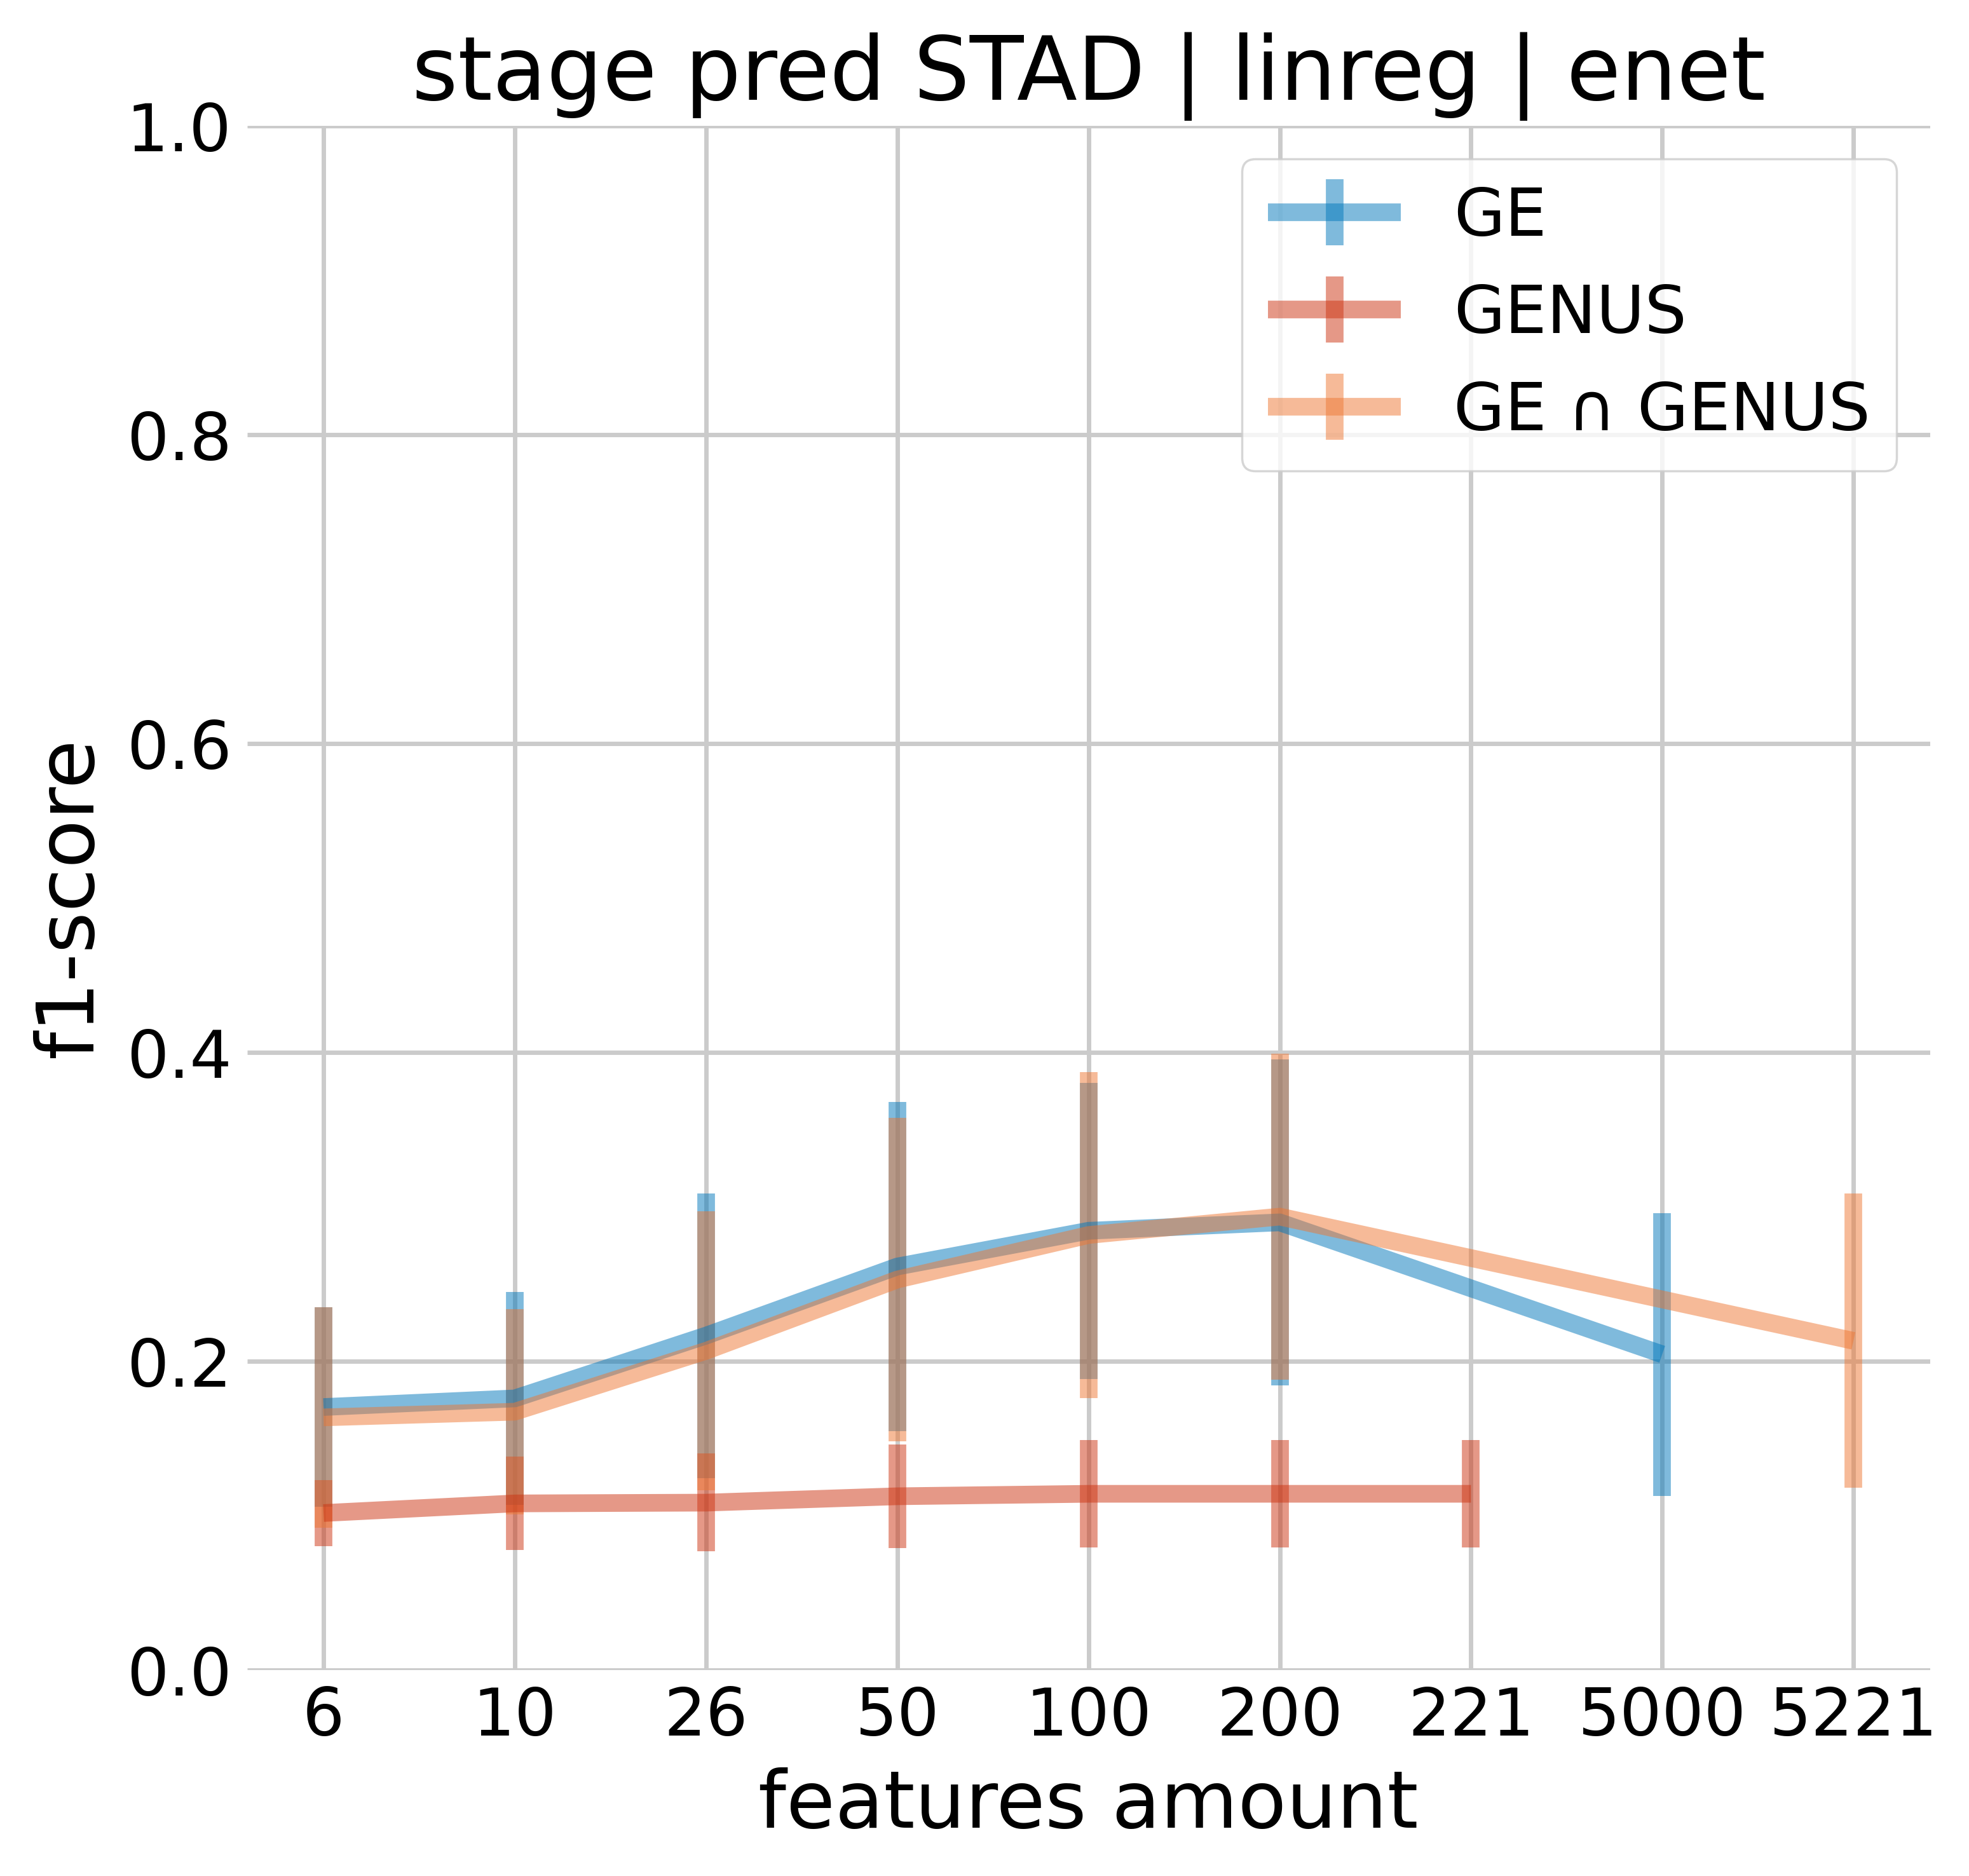 stage pred STAD | linreg | enet
1.0
0.8
0.6
0.4
0.2
0.0
f1-score
GE
GENUS
GE ∩ GENUS
6 10 26 50 100 200 221 5000 5221
features amount